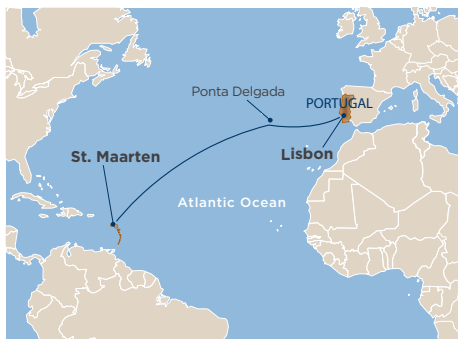 Ponta Delgada
PORTUGAL
Lisbon
St. Maarten
Atlantic Ocean